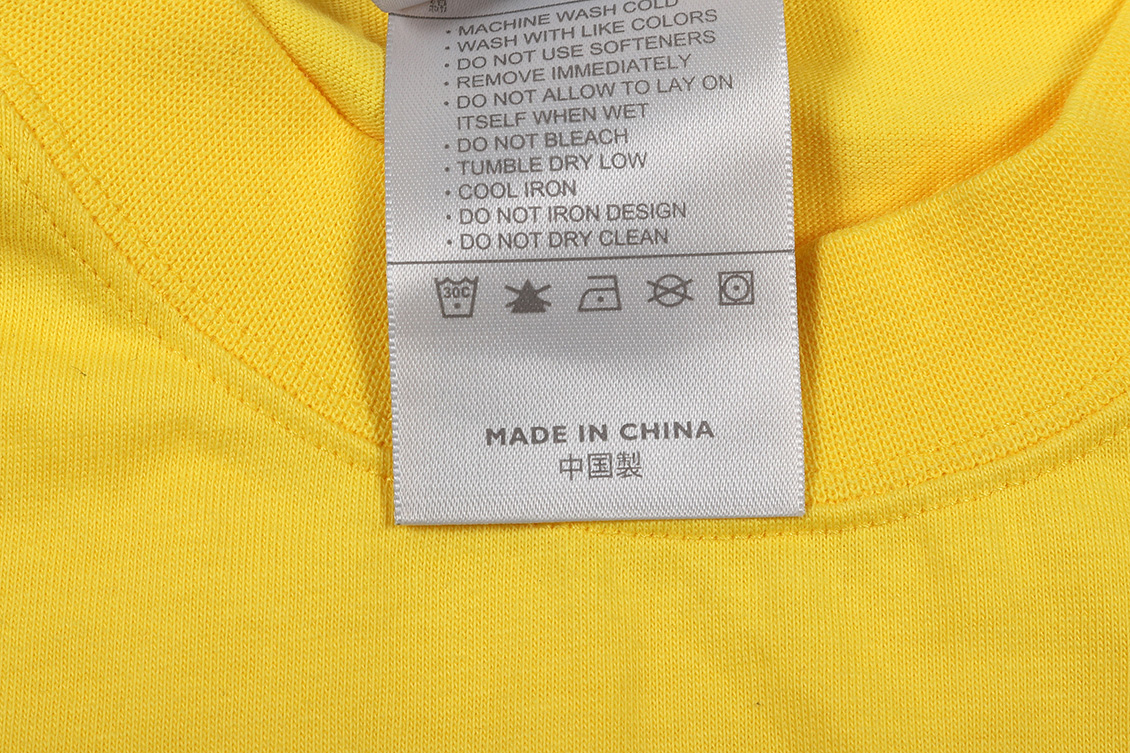 • MACHINE WASH COLD
• WASH WITH LIKE COLORS
• DO NOT USE SOFTENERS
• REMOVE IMMEDIATELY
• DO NOT ALLOW TO LAY ON
ITSELF WHEN WET
• DO NOT BLEACH
• TUMBLE DRY LOW
• COOL IRON
• DO NOT IRON DESIGN
• DO NOT DRY CLEAN
30C
MADE IN CHINA
中国製